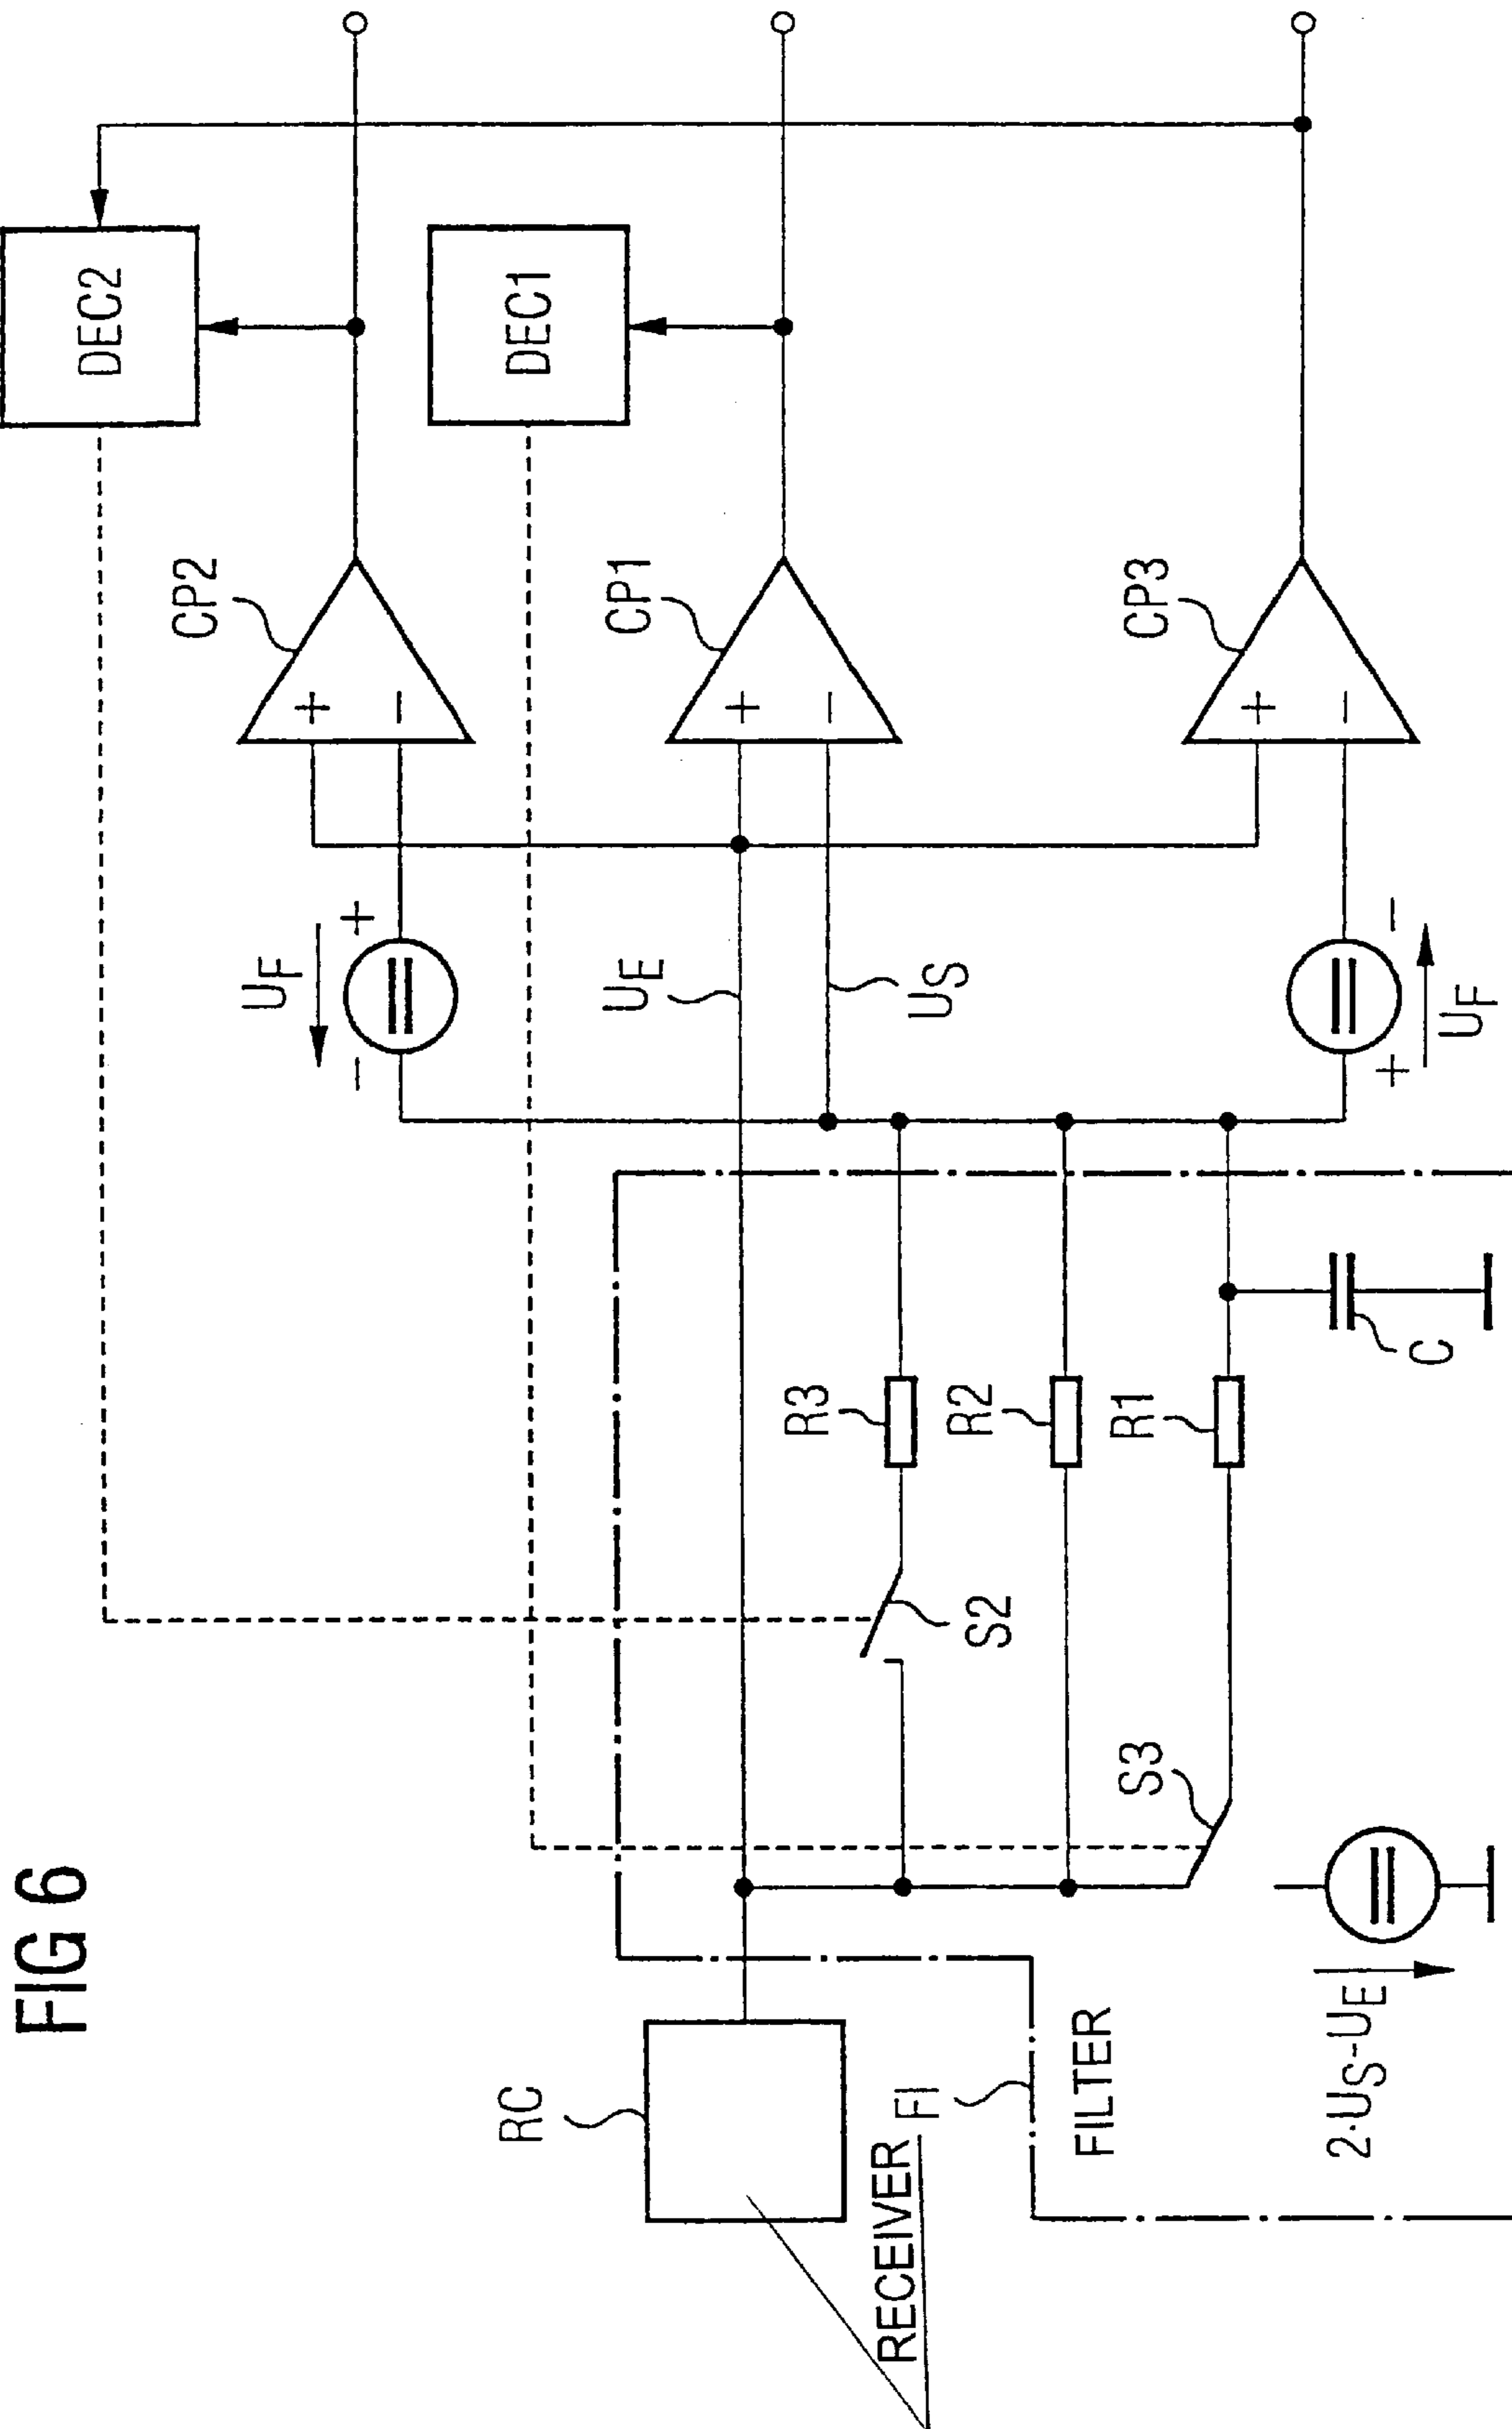 FIG 6
DEC2
DEC1
CP2
+
−
CP1
+
−
CP3
+
−
UF
+
−
UE
US
UF
−
+
R3
R2
R1
C
S2
S3
2·US-UE
RC
RECEIVER
FI
FILTER